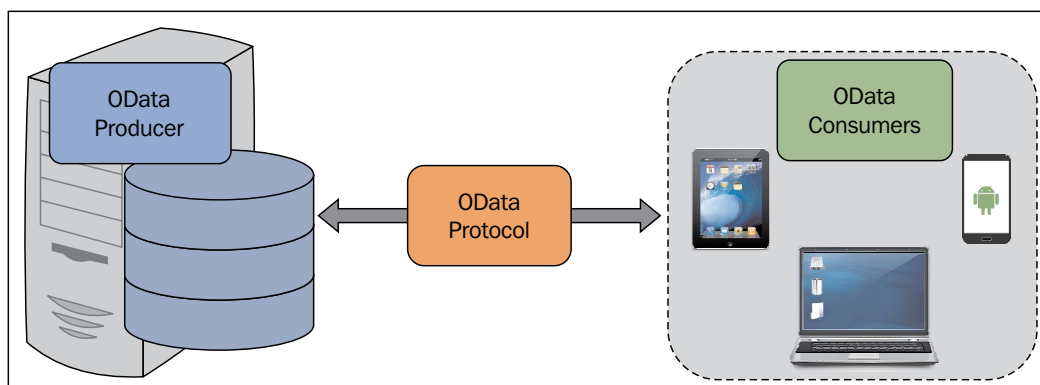 OData
Producer
OData
Protocol
OData
Consumers